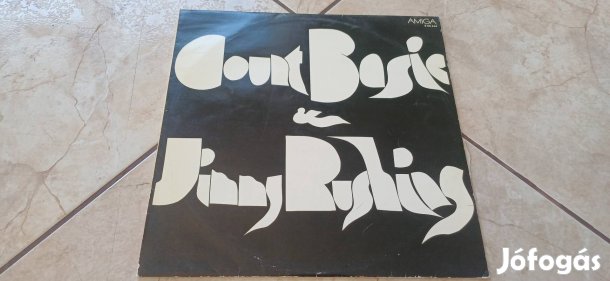 AMIGA
Count Basie
&
Jimmy Rushing
Jófogás